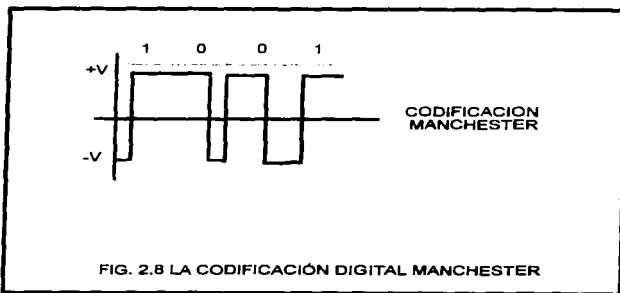 1 0 0 1
+V
CODIFICACION
MANCHESTER
-V
FIG. 2.8 LA CODIFICACIÓN DIGITAL MANCHESTER